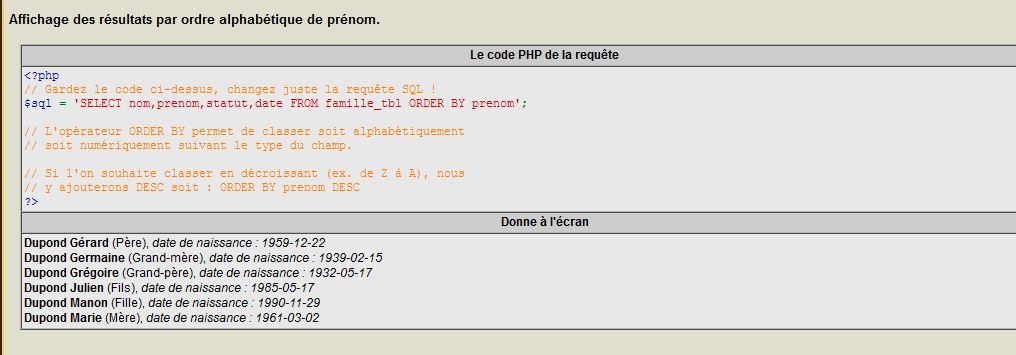 Affichage des résultats par ordre alphabétique de prénom.
Le code PHP de la requête
<?php
// Gardez le code ci-dessus, changez juste la requête SQL !
$sql = 'SELECT nom,prenom,statut,date FROM famille_tbl ORDER BY prenom';
// L'opérateur ORDER BY permet de classer soit alphabétiquement
// soit numériquement suivant le type du champ.
// Si l'on souhaite classer en décroissant (ex. de Z à A), nous
// y ajouterons DESC soit : ORDER BY prenom DESC
?>
Donne à l'écran
Dupond Gérard (Père), date de naissance : 1959-12-22
Dupond Germaine (Grand-mère), date de naissance : 1939-02-15
Dupond Grégoire (Grand-père), date de naissance : 1932-05-17
Dupond Julien (Fils), date de naissance : 1985-05-17
Dupond Manon (Fille), date de naissance : 1990-11-29
Dupond Marie (Mère), date de naissance : 1961-03-02